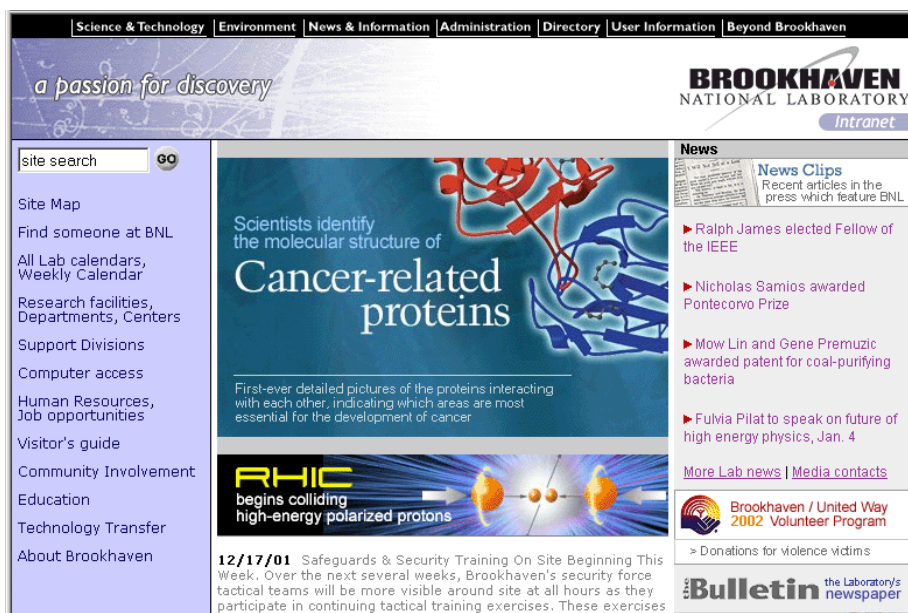 Science & Technology | Environment | News & Information | Administration | Directory | User Information | Beyond Brookhaven
a passion for discovery
BROOKHAVEN
NATIONAL LABORATORY
Intranet
site search GO
Site Map
Find someone at BNL
All Lab calendars,
Weekly Calendar
Research facilities,
Departments, Centers
Support Divisions
Computer access
Human Resources,
Job opportunities
Visitor's guide
Community Involvement
Education
Technology Transfer
About Brookhaven
Scientists identify
the molecular structure of
Cancer-related
proteins
First-ever detailed pictures of the proteins interacting
with each other, indicating which areas are most
essential for the development of cancer
RHIC
begins colliding
high-energy polarized protons
12/17/01 Safeguards & Security Training On Site Beginning This
Week. Over the next several weeks, Brookhaven's security force
tactical teams will be more visible around site at all hours as they
participate in continuing tactical training exercises. These exercises
News
News Clips
Recent articles in the
press which feature BNL
Ralph James elected Fellow of
the IEEE
Nicholas Samios awarded
Pontecorvo Prize
Mow Lin and Gene Premuzic
awarded patent for coal-purifying
bacteria
Fulvia Pilat to speak on future of
high energy physics, Jan. 4
More Lab news | Media contacts
Brookhaven / United Way
2002 Volunteer Program
> Donations for violence victims
the Bulletin the Laboratory's
newspaper